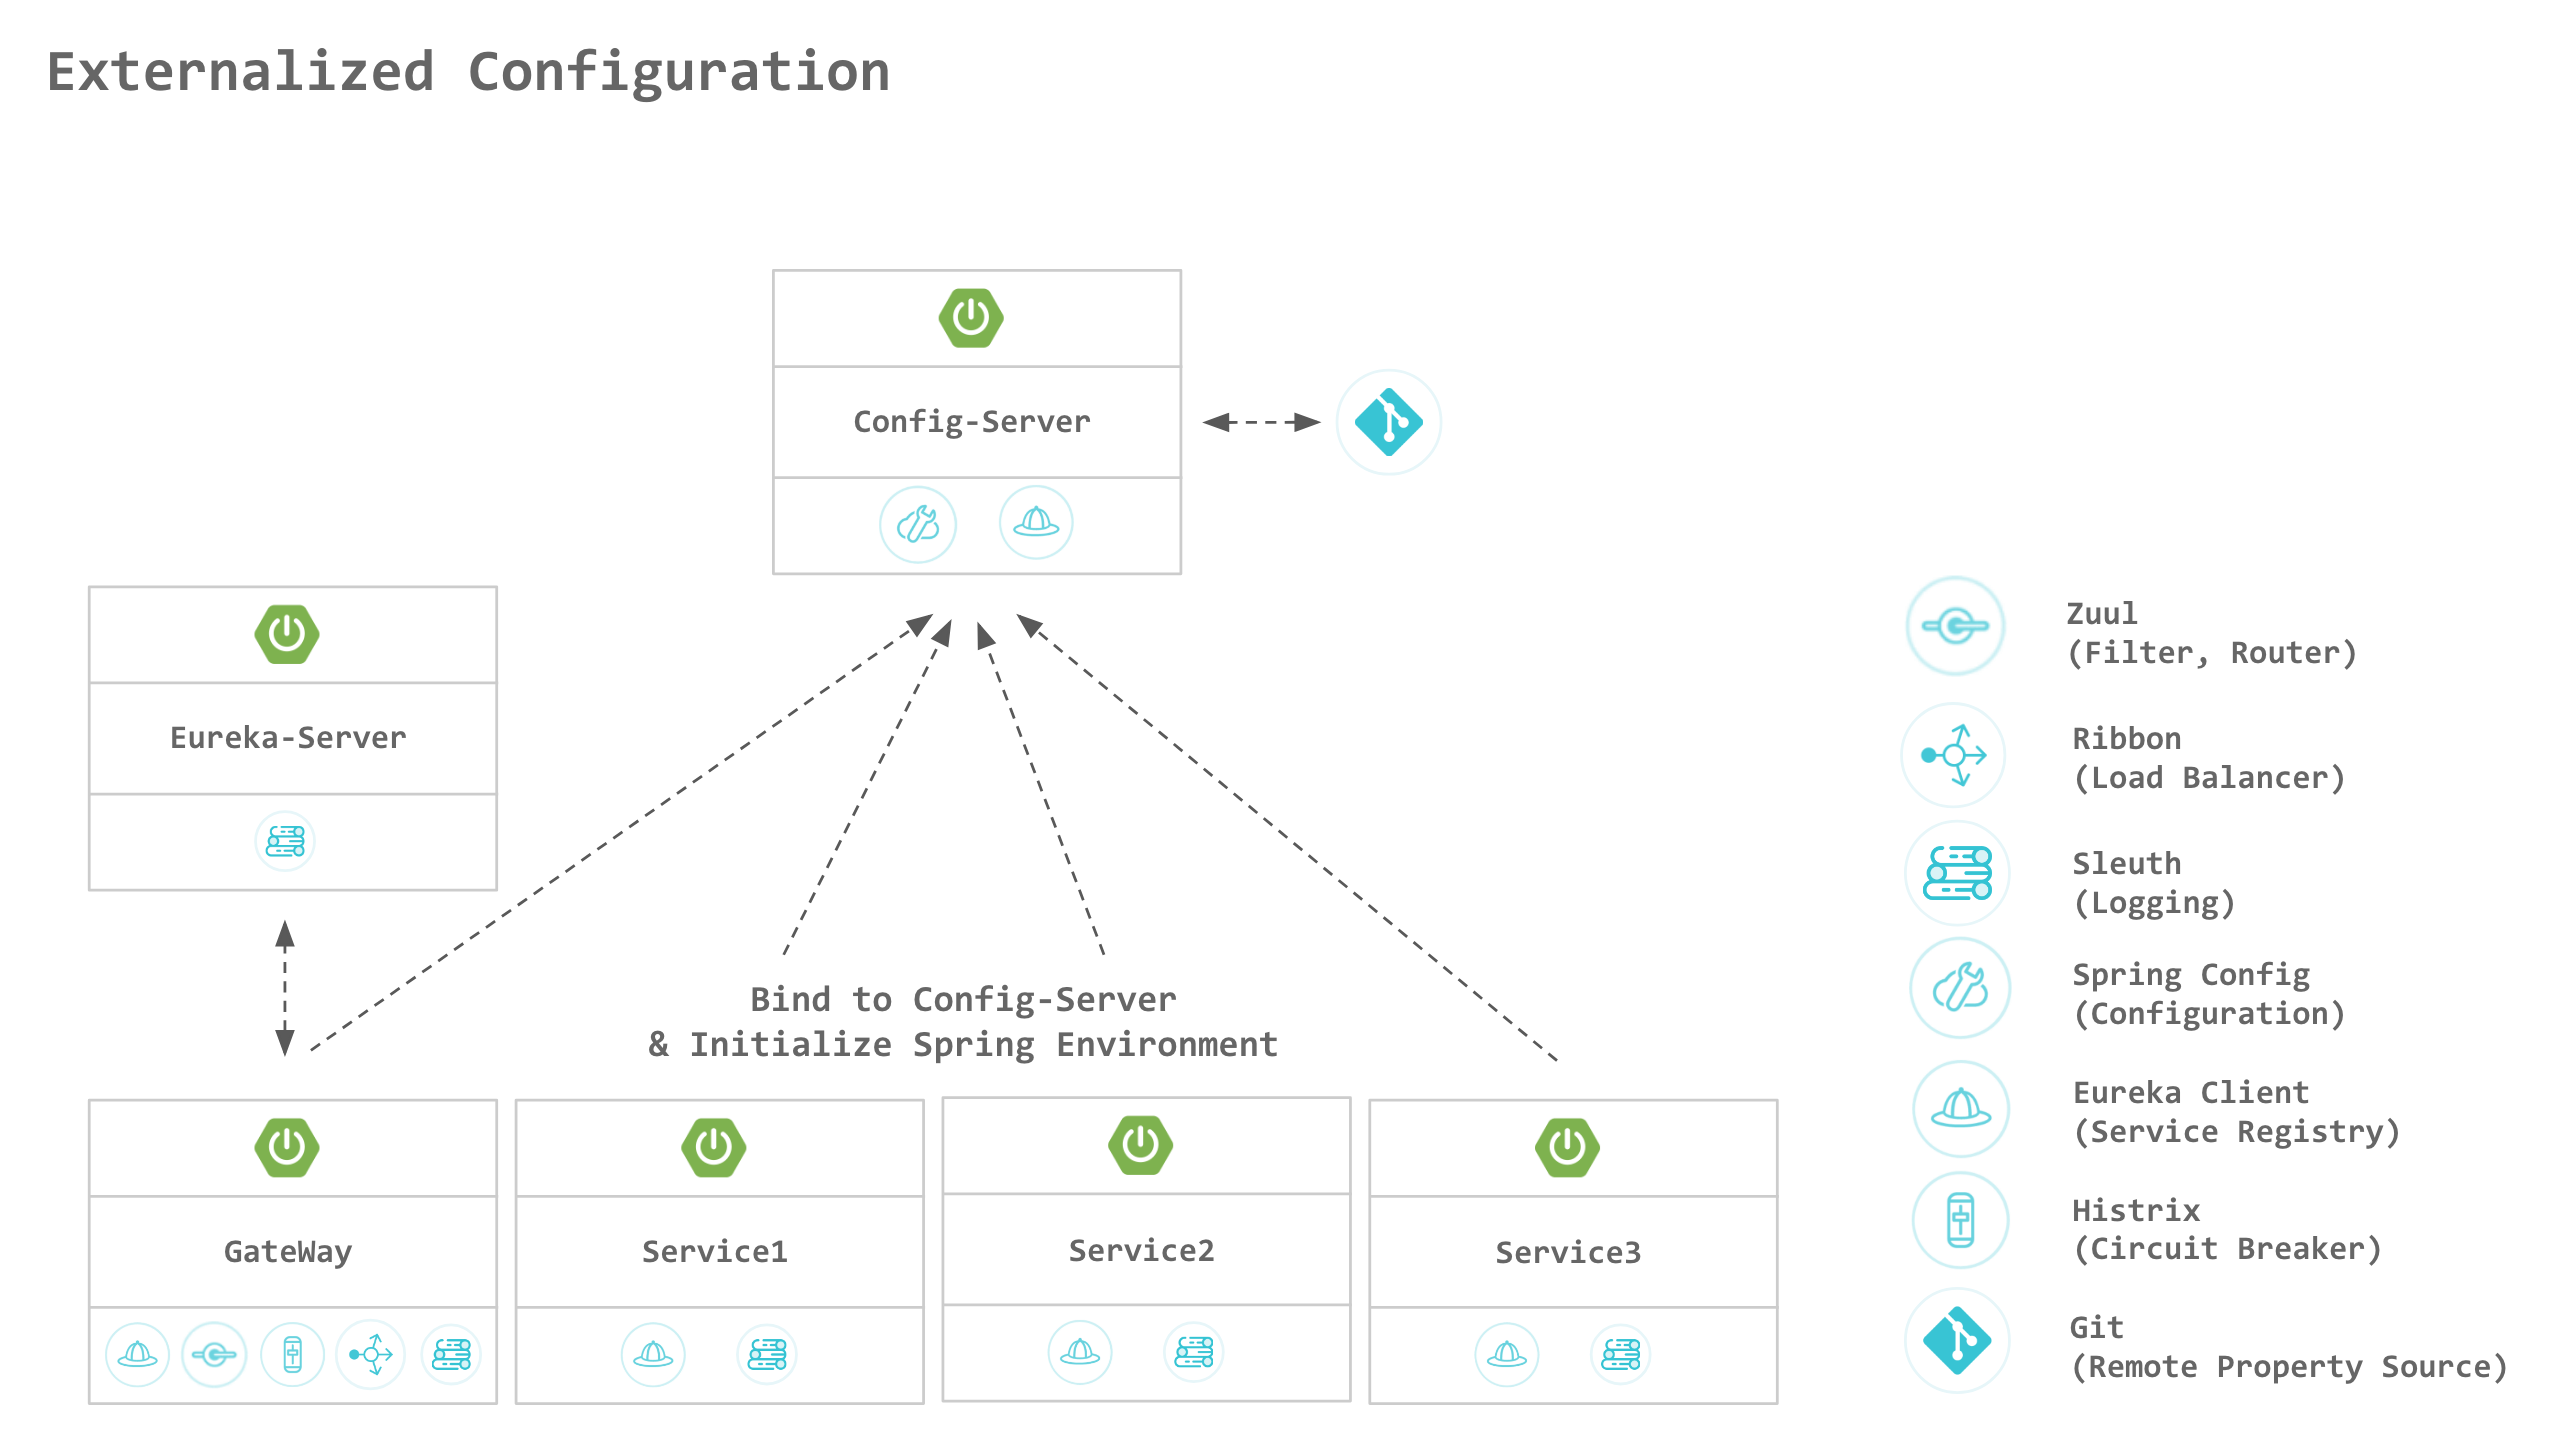 Externalized Configuration
Config-Server
Eureka-Server
Bind to Config-Server
& Initialize Spring Environment
GateWay
Service1
Service2
Service3
Zuul
(Filter, Router)
Ribbon
(Load Balancer)
Sleuth
(Logging)
Spring Config
(Configuration)
Eureka Client
(Service Registry)
Histrix
(Circuit Breaker)
Git
(Remote Property Source)